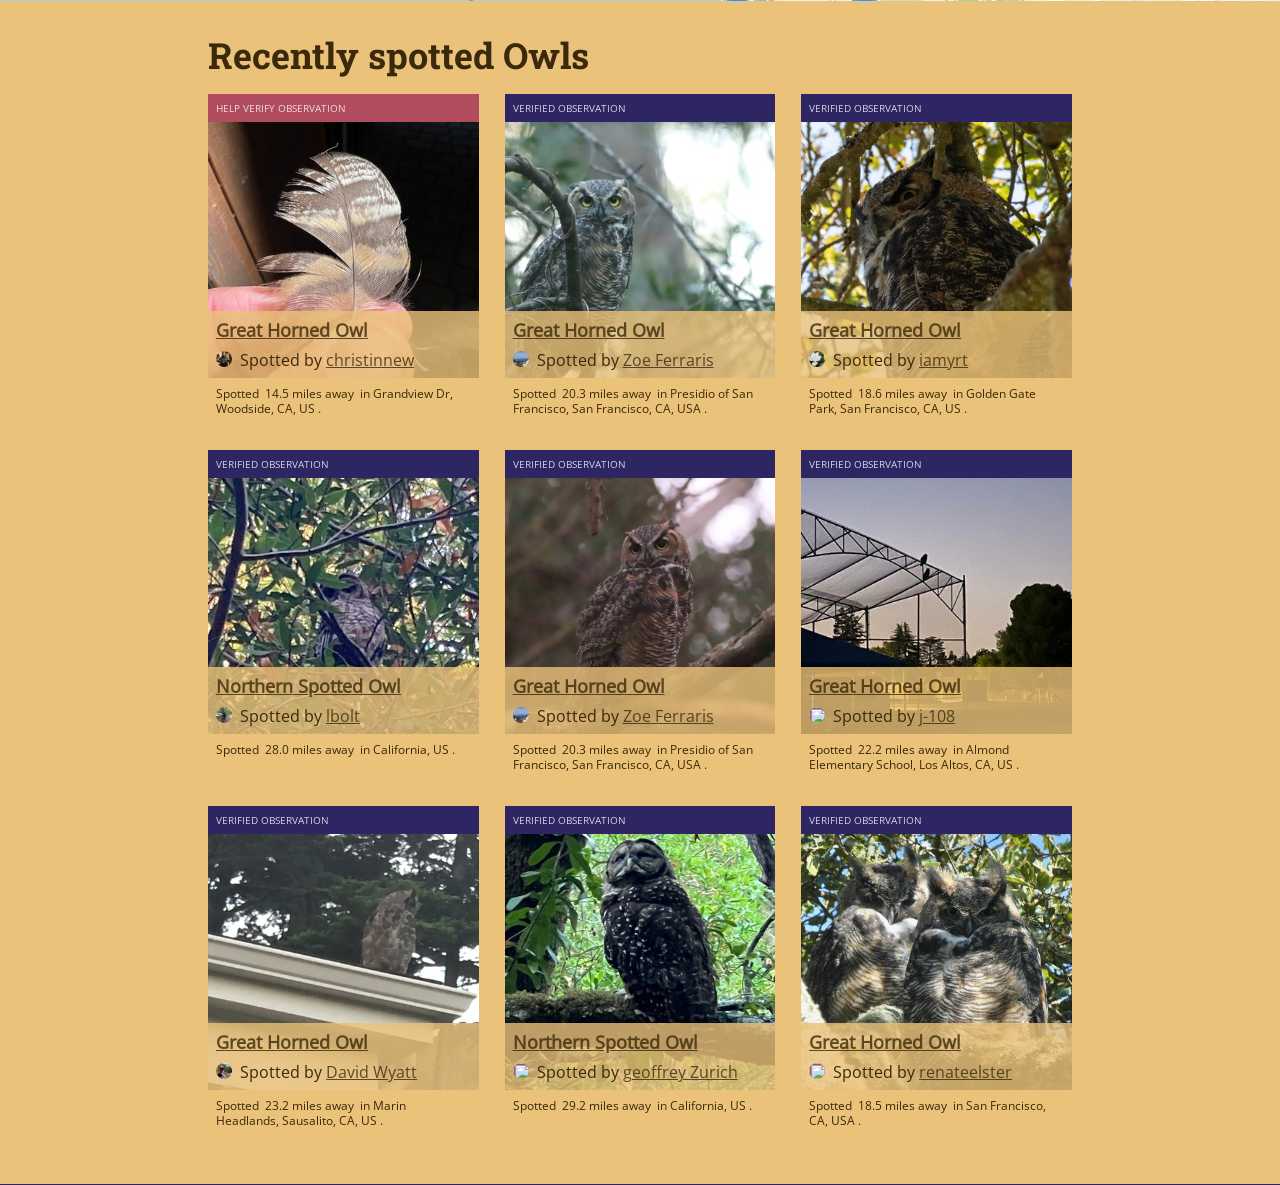 Recently spotted Owls
HELP VERIFY OBSERVATION
Great Horned Owl
Spotted by christinnew
Spotted 14.5 miles away in Grandview Dr,
Woodside, CA, US .
VERIFIED OBSERVATION
Great Horned Owl
Spotted by Zoe Ferraris
Spotted 20.3 miles away in Presidio of San
Francisco, San Francisco, CA, USA .
VERIFIED OBSERVATION
Great Horned Owl
Spotted by iamyrt
Spotted 18.6 miles away in Golden Gate
Park, San Francisco, CA, US .
VERIFIED OBSERVATION
Northern Spotted Owl
Spotted by lbolt
Spotted 28.0 miles away in California, US .
VERIFIED OBSERVATION
Great Horned Owl
Spotted by Zoe Ferraris
Spotted 20.3 miles away in Presidio of San
Francisco, San Francisco, CA, USA .
VERIFIED OBSERVATION
Great Horned Owl
Spotted by j-108
Spotted 22.2 miles away in Almond
Elementary School, Los Altos, CA, US .
VERIFIED OBSERVATION
Great Horned Owl
Spotted by David Wyatt
Spotted 23.2 miles away in Marin
Headlands, Sausalito, CA, US .
VERIFIED OBSERVATION
Northern Spotted Owl
Spotted by geoffrey Zurich
Spotted 29.2 miles away in California, US .
VERIFIED OBSERVATION
Great Horned Owl
Spotted by renateelster
Spotted 18.5 miles away in San Francisco,
CA, USA .